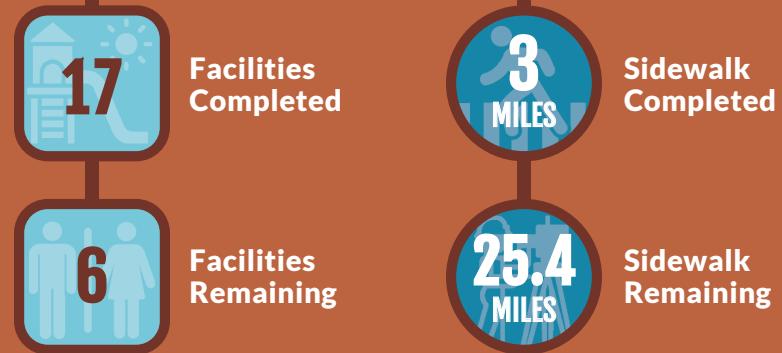 17
Facilities
Completed
3
MILES
Sidewalk
Completed
6
Facilities
Remaining
25.4
MILES
Sidewalk
Remaining